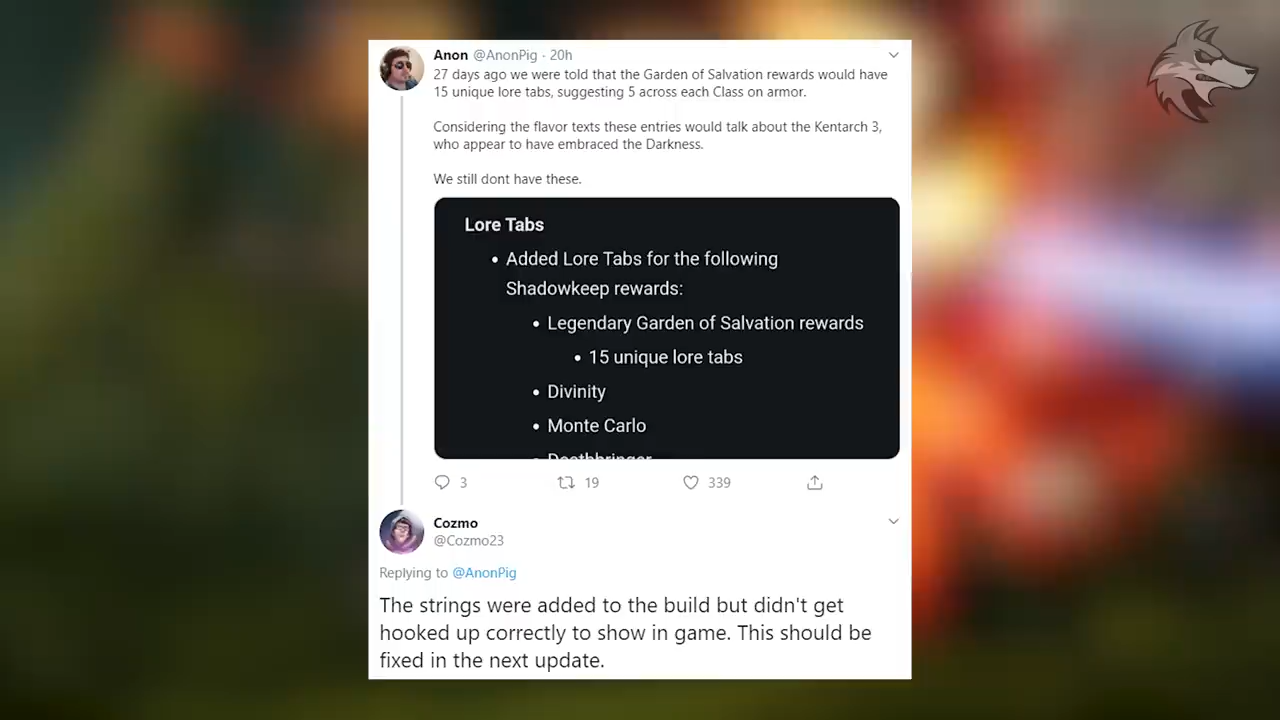 Anon @AnonPig · 20h
27 days ago we were told that the Garden of Salvation rewards would have
15 unique lore tabs, suggesting 5 across each Class on armor.
Considering the flavor texts these entries would talk about the Kentarch 3,
who appear to have embraced the Darkness.
We still dont have these.
Lore Tabs
• Added Lore Tabs for the following
Shadowkeep rewards:
• Legendary Garden of Salvation rewards
• 15 unique lore tabs
• Divinity
• Monte Carlo
• Deathbringer
3 19 339
Cozmo
@Cozmo23
Replying to @AnonPig
The strings were added to the build but didn't get
hooked up correctly to show in game. This should be
fixed in the next update.